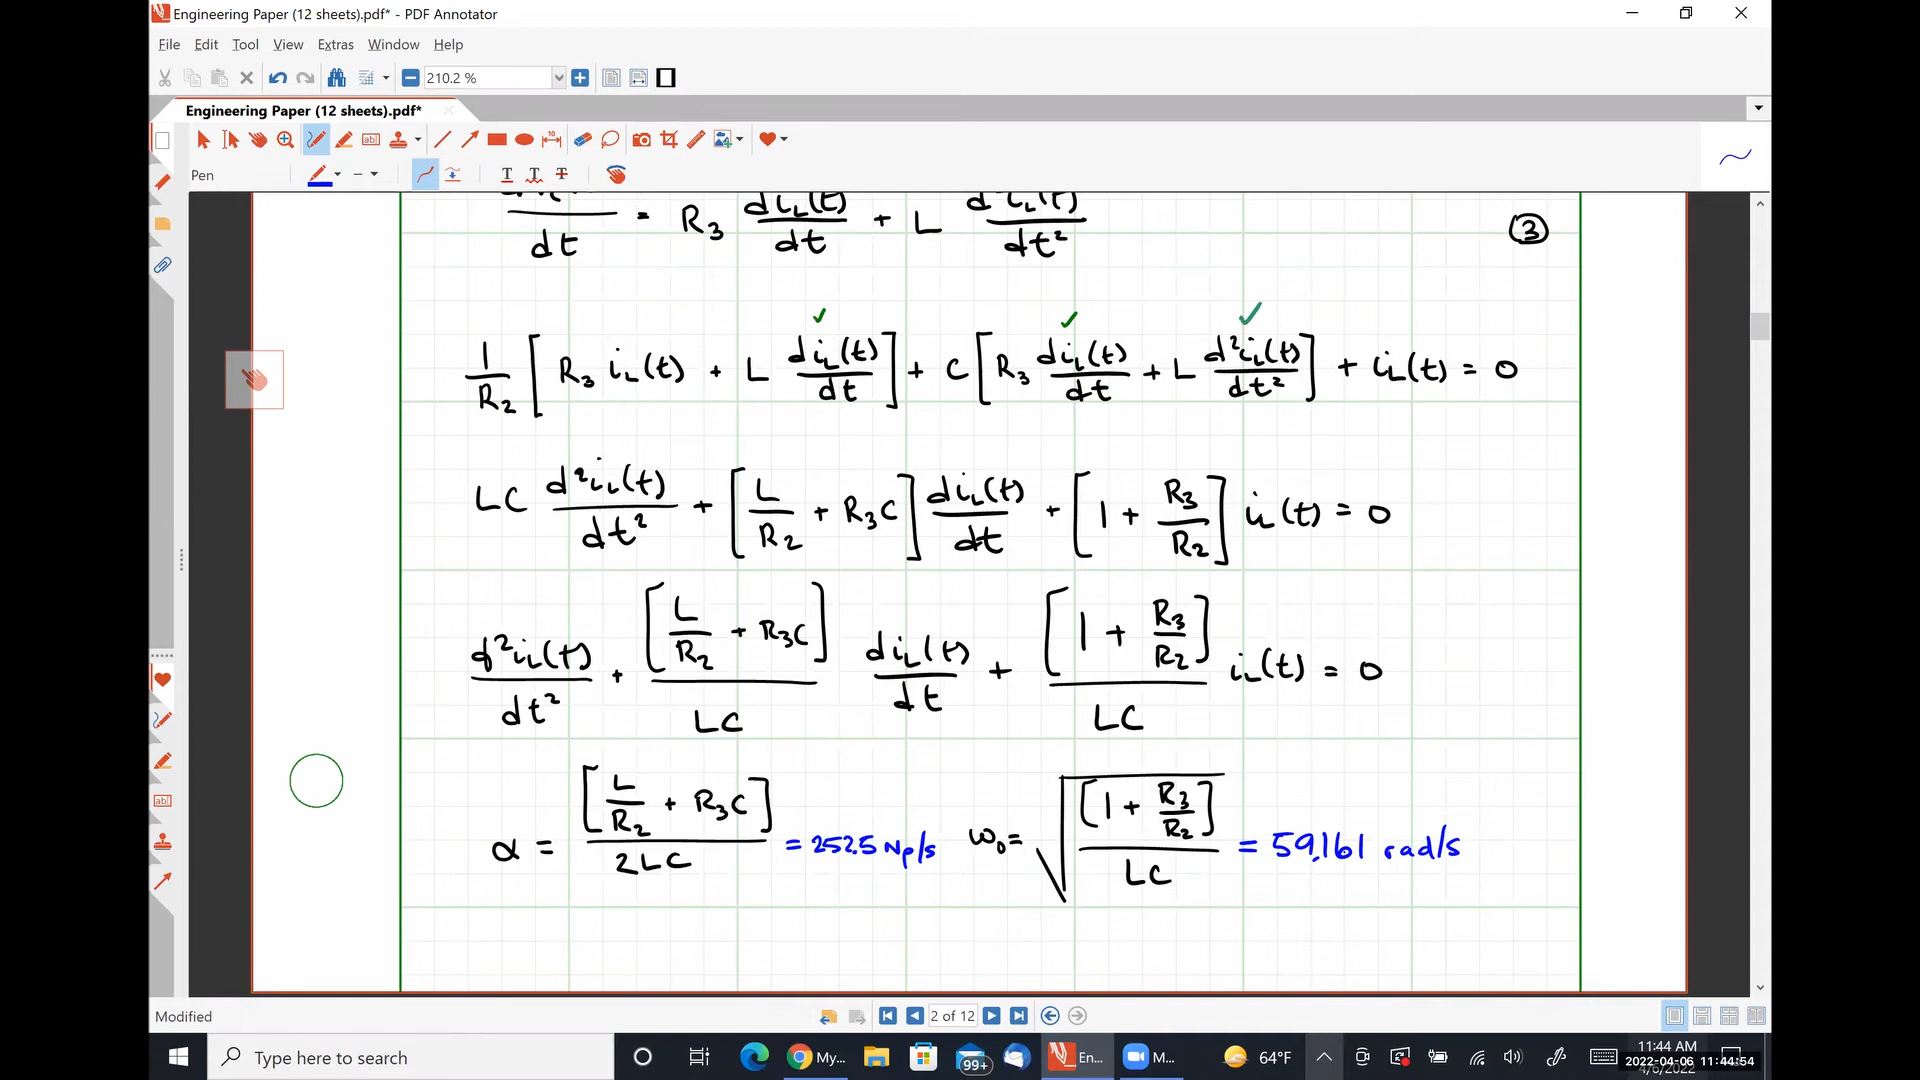 Engineering Paper (12 sheets).pdf* - PDF Annotator
File Edit Tool View Extras Window Help
210.2 %
Engineering Paper (12 sheets).pdf*
Pen
dt = R₃ diL(t)/dt + L d²iL(t)/dt² ③
1/R₂ [R₃ iL(t) + L diL(t)/dt] + C [R₃ diL(t)/dt + L d²iL(t)/dt²] + iL(t) = 0
LC d²iL(t)/dt² + [L/R₂ + R₃C] diL(t)/dt + [1 + R₃/R₂] iL(t) = 0
d²iL(t)/dt² + [L/R₂ + R₃C]/LC diL(t)/dt + [1 + R₃/R₂]/LC iL(t) = 0
α = [L/R₂ + R₃C]/2LC = 252.5 Np/s ω₀ = √([1 + R₃/R₂]/LC) = 59.161 rad/s
Modified
2 of 12
Type here to search
My...
99+
En...
M...
64°F
11:44 AM
2022-04-06 11:44:54
4/6/2022